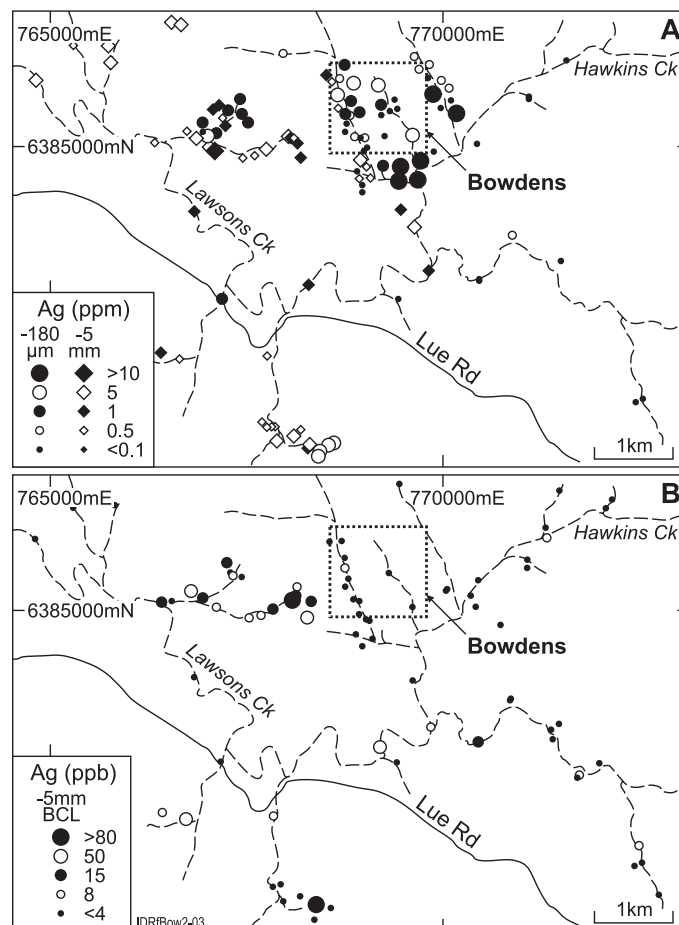 765000mE
770000mE
A
Hawkins Ck
6385000mN
Bowdens
Lawsons Ck
Ag (ppm)
-180 -5
µm mm
>10
5
1
0.5
<0.1
Lue Rd
1km
765000mE
770000mE
B
Hawkins Ck
6385000mN
Bowdens
Lawsons Ck
Ag (ppb)
-5mm
BCL
>80
50
15
8
<4
Lue Rd
1km
IDRfBow2-03